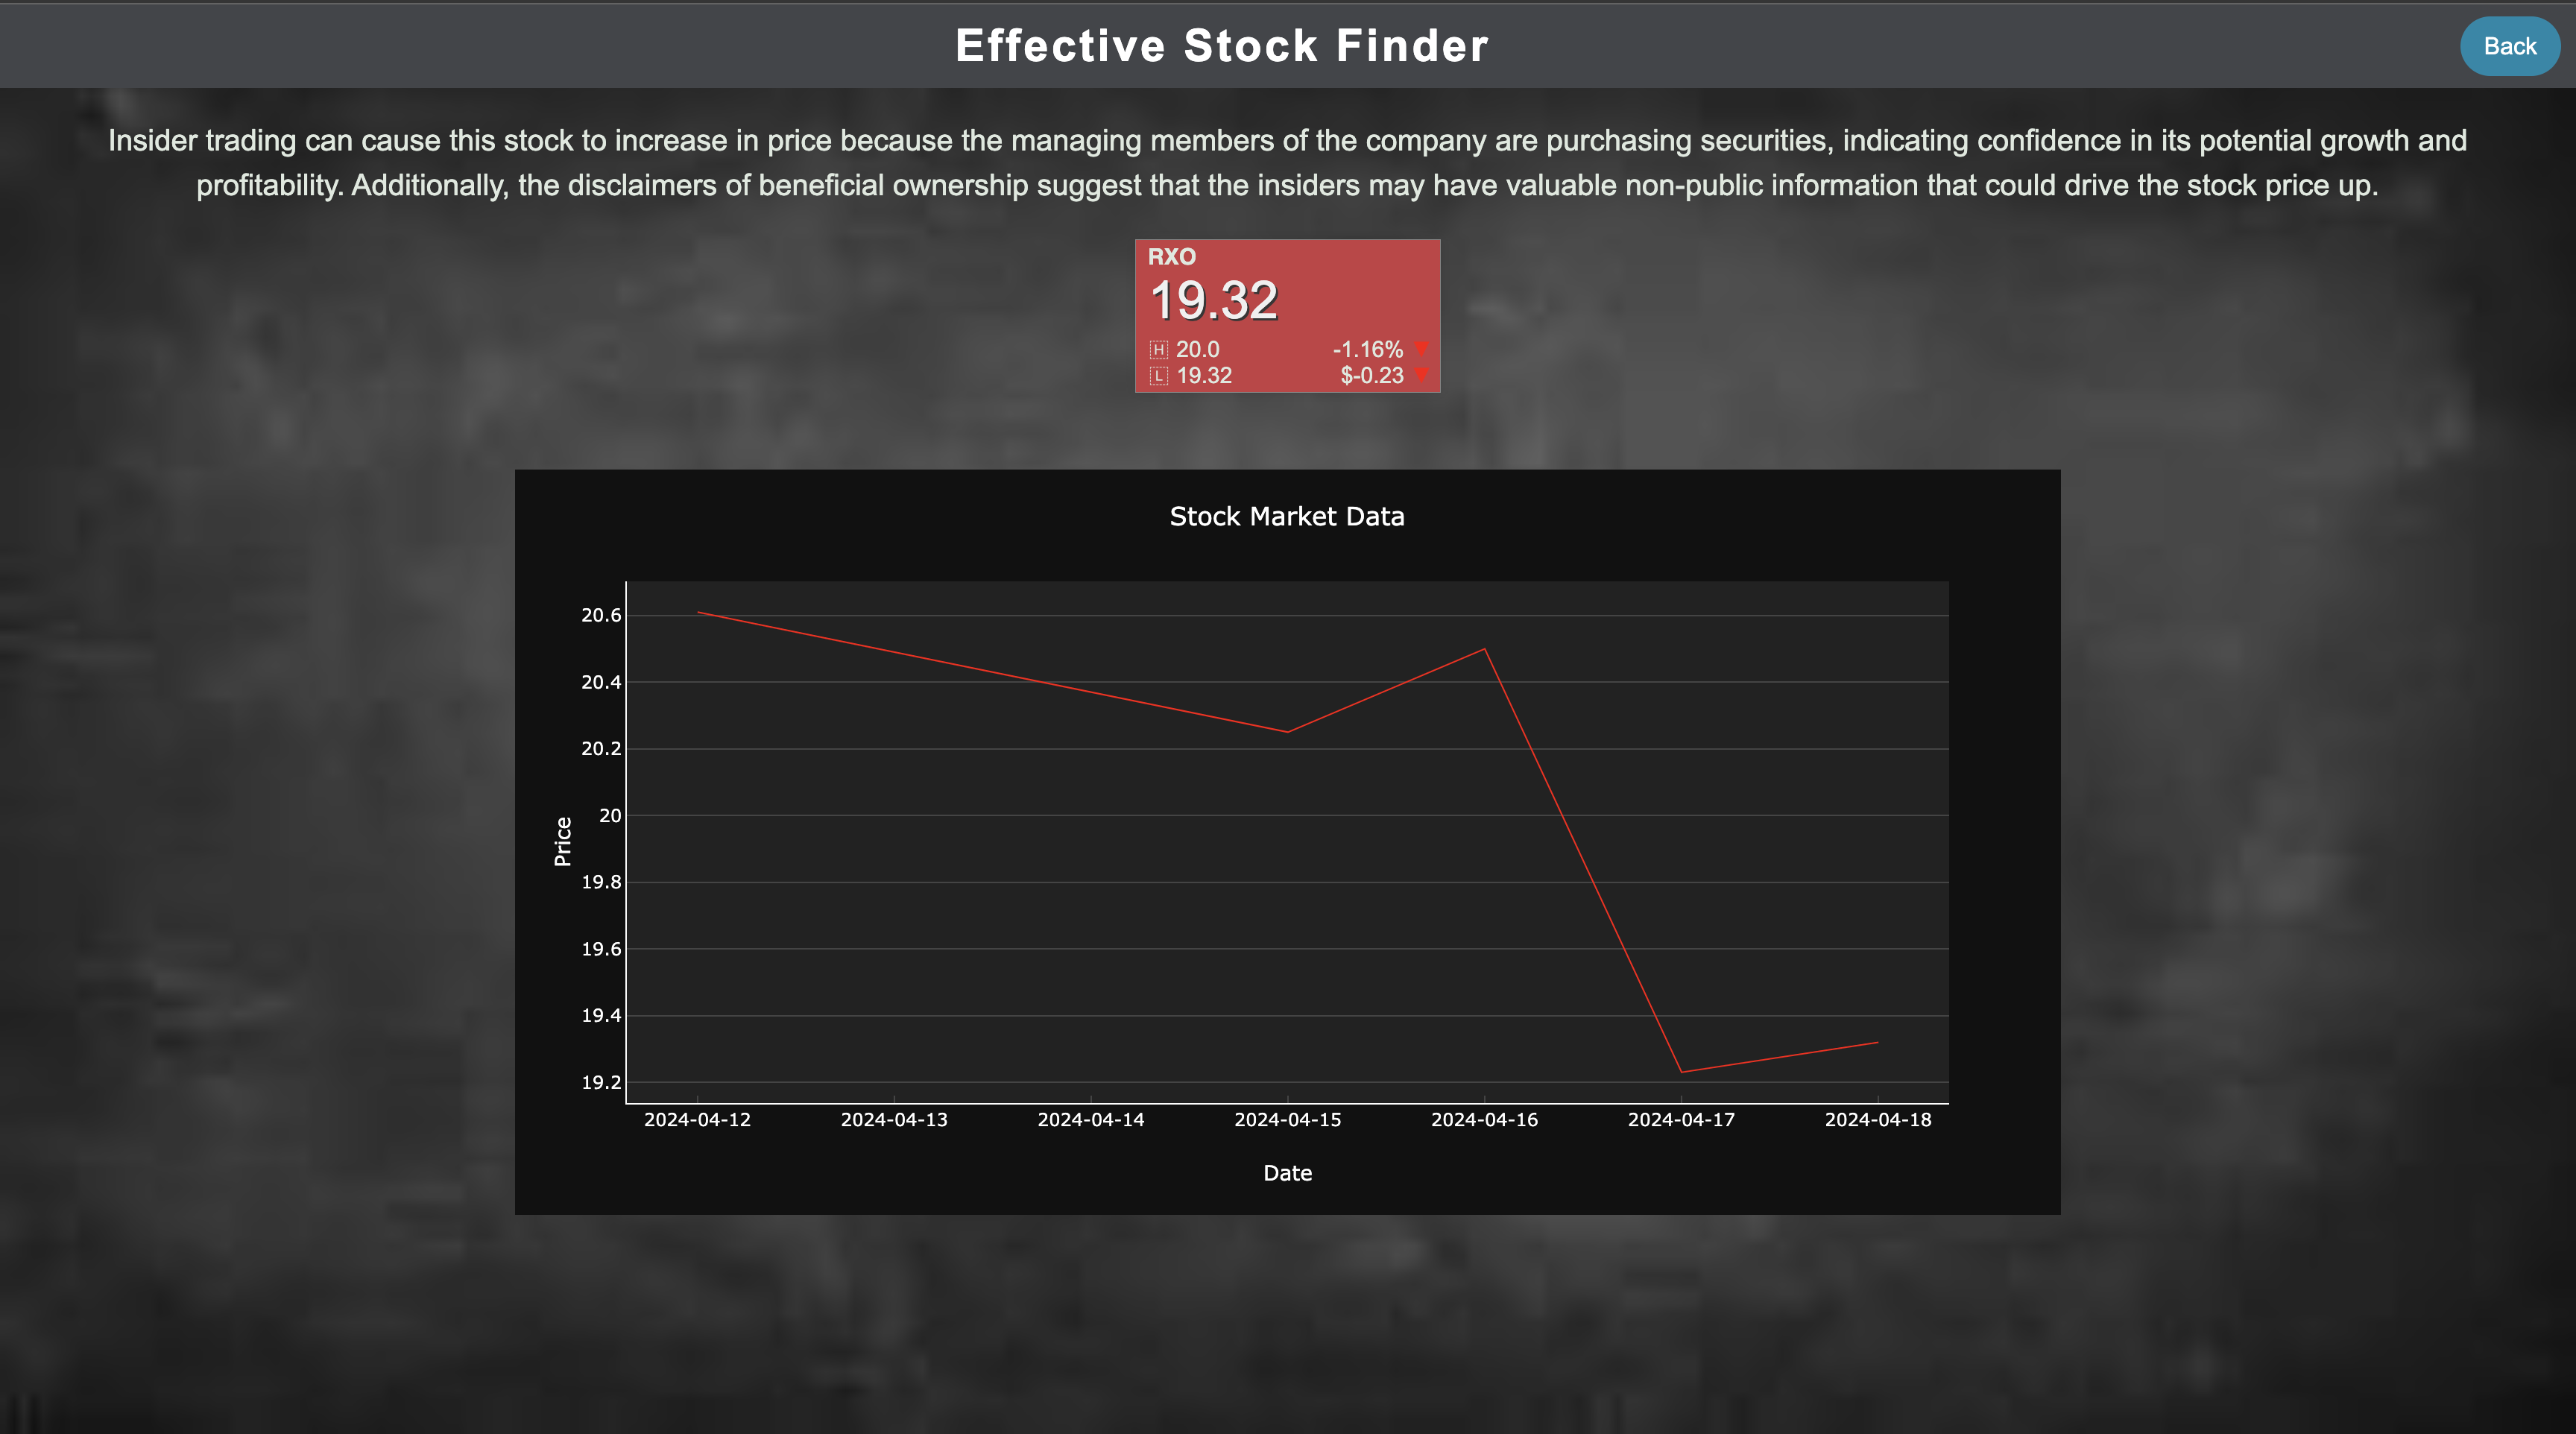 Effective Stock Finder
Back
Insider trading can cause this stock to increase in price because the managing members of the company are purchasing securities, indicating confidence in its potential growth and
profitability. Additionally, the disclaimers of beneficial ownership suggest that the insiders may have valuable non-public information that could drive the stock price up.
RXO
19.32
H 20.0 -1.16% ▼
L 19.32 $-0.23 ▼
Stock Market Data
20.6
20.4
20.2
20
19.8
19.6
19.4
19.2
Price
2024-04-12 2024-04-13 2024-04-14 2024-04-15 2024-04-16 2024-04-17 2024-04-18
Date